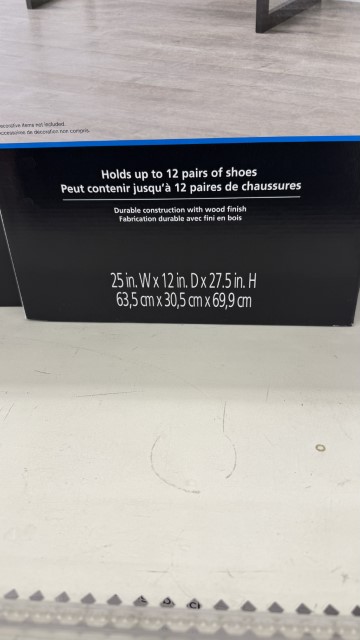 ecorative items not included.
ccessoires de décoration non compris.
Holds up to 12 pairs of shoes
Peut contenir jusqu'à 12 paires de chaussures
Durable construction with wood finish
Fabrication durable avec fini en bois
25 in. W x 12 in. D x 27.5 in. H
63,5 cm x 30,5 cm x 69,9 cm